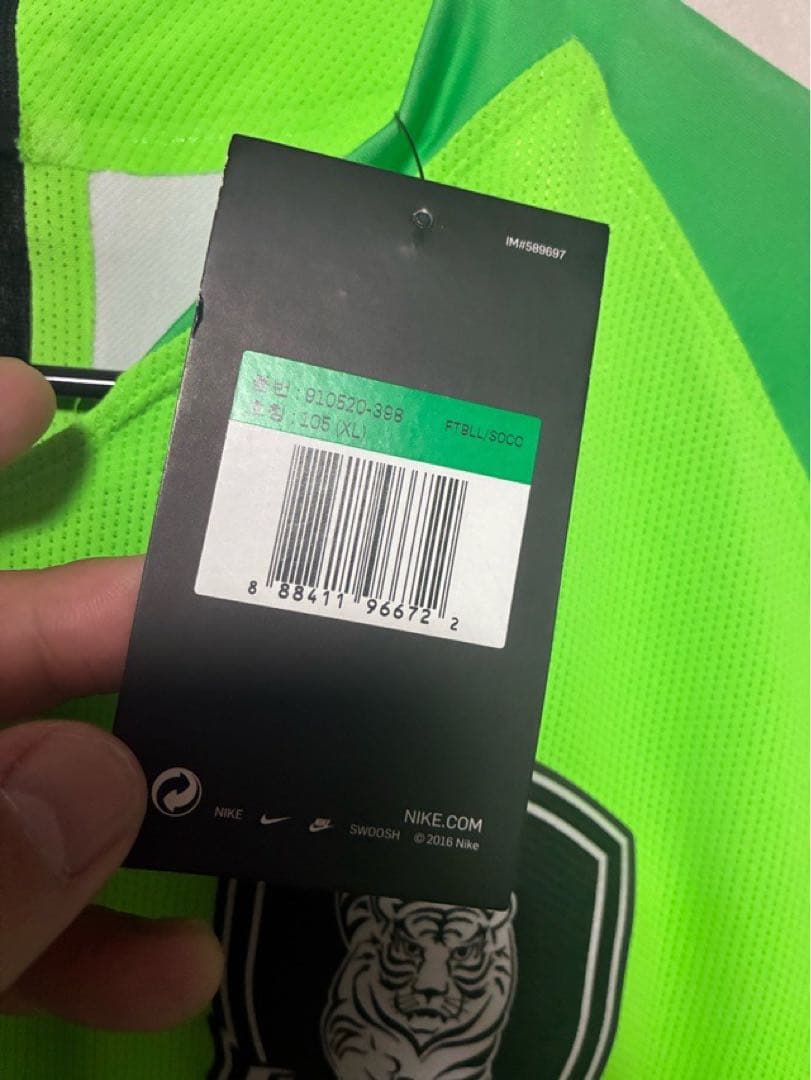 IM#589697
품 번 : 910520-398
호칭 : 105 (XL)
FTBLL/SOCC
8 88411 96672 2
NIKE
NIKE
SWOOSH
NIKE.COM
© 2016 Nike